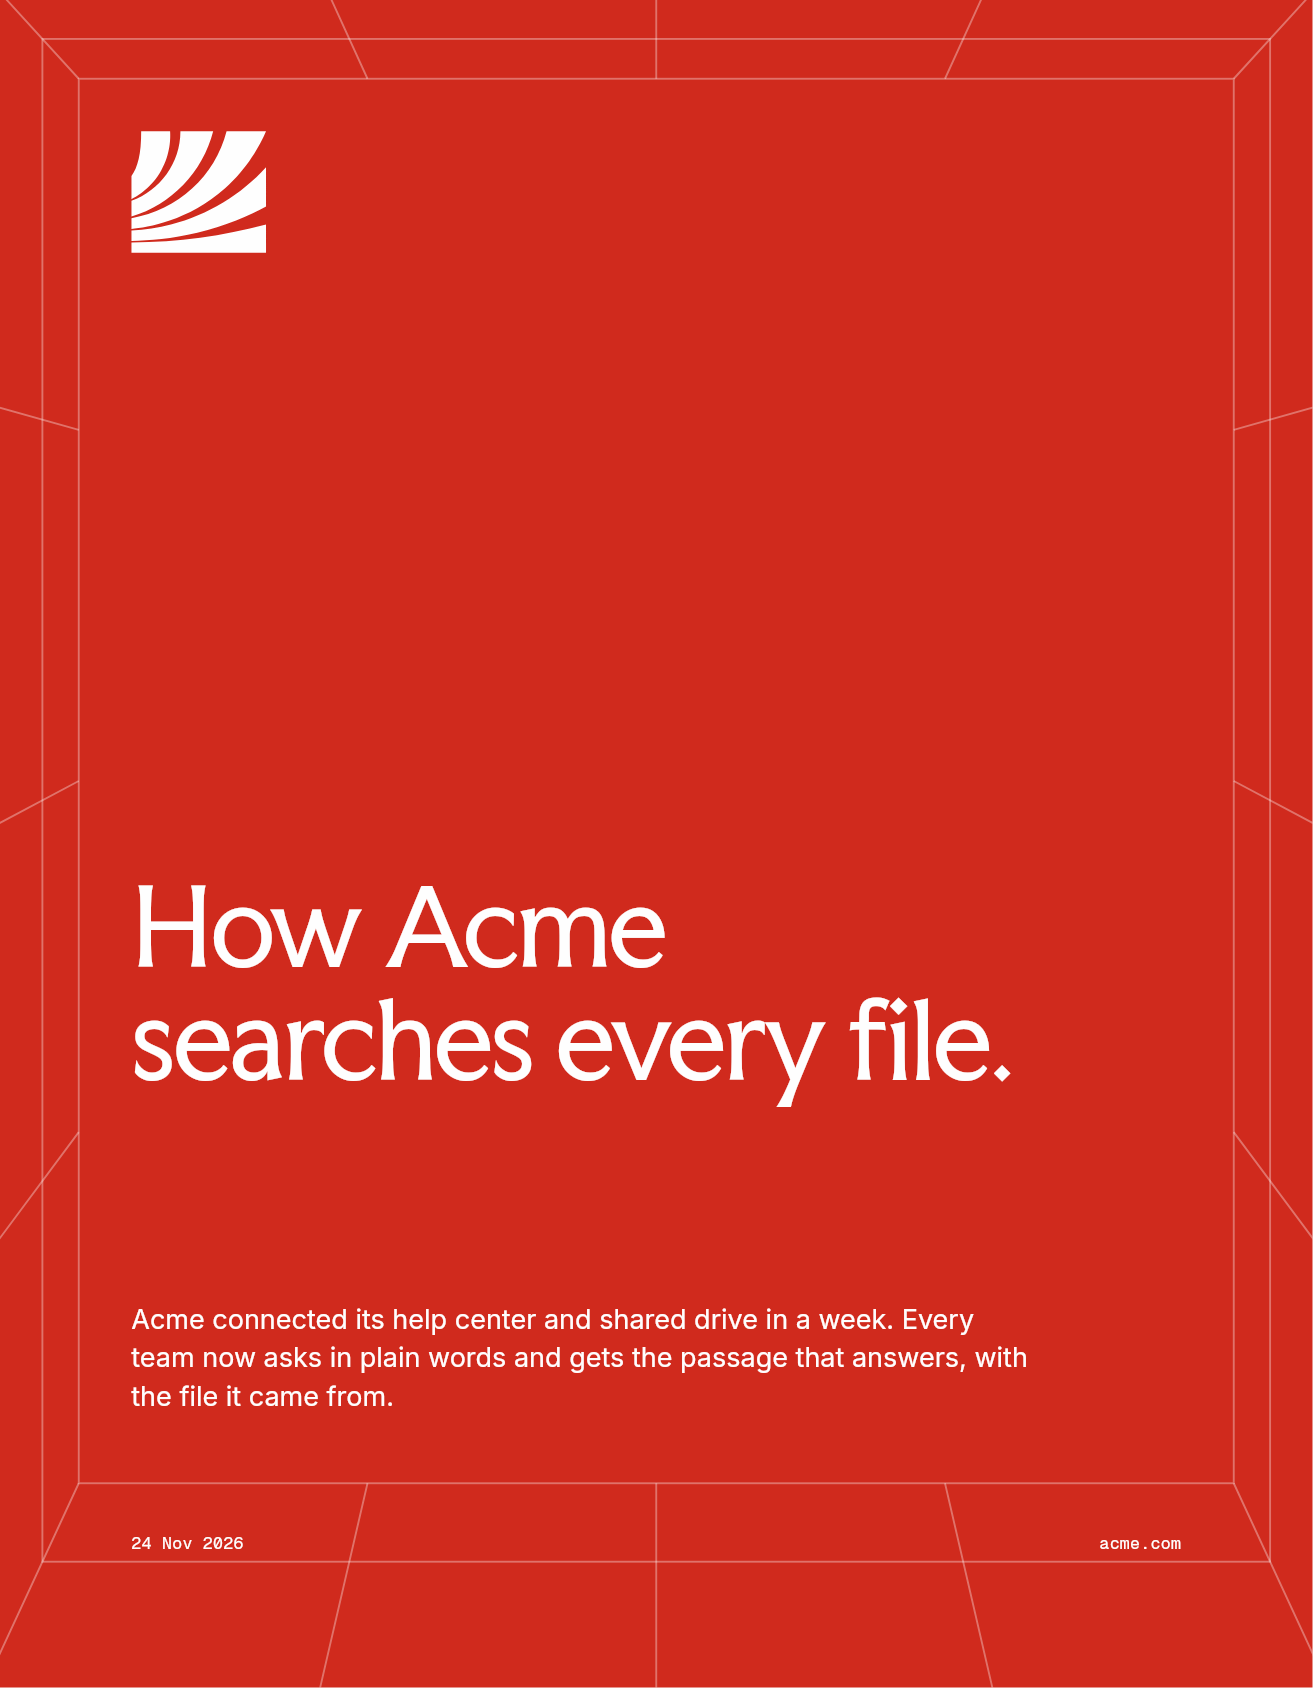 How Acme
searches every file.
Acme connected its help center and shared drive in a week. Every
team now asks in plain words and gets the passage that answers, with
the file it came from.
24 Nov 2026
acme.com